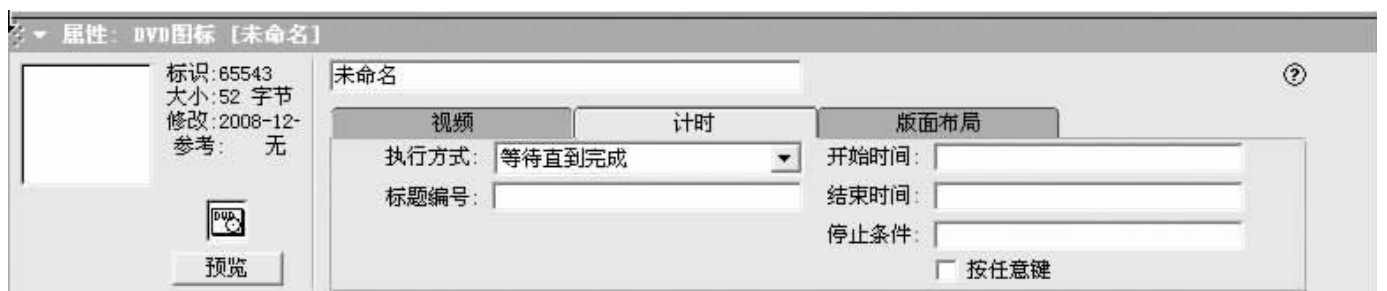 属性: DVD图标 [未命名]
标识:65543
大小:52 字节
修改:2008-12-
参考: 无
DVD
预览
未命名
?
视频 计时 版面布局
执行方式: 等待直到完成
标题编号:
开始时间:
结束时间:
停止条件:
按任意键